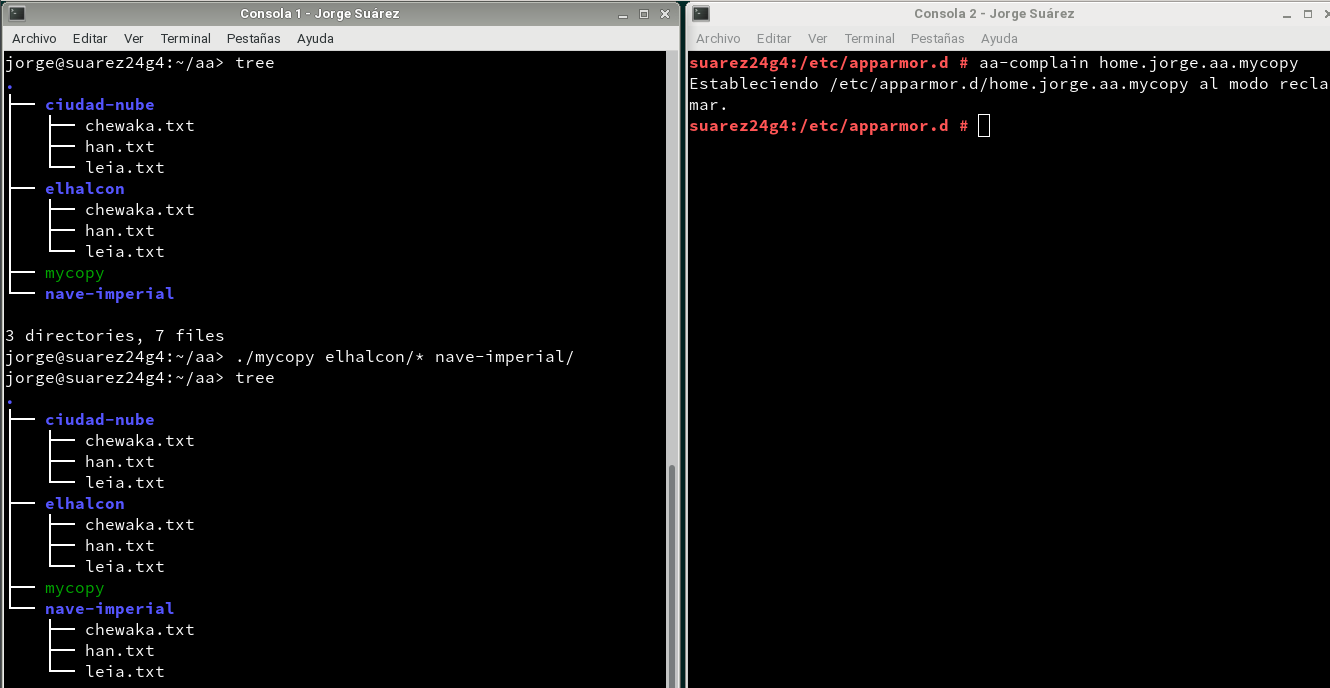 Consola 1 - Jorge Suárez
Archivo Editar Ver Terminal Pestañas Ayuda
jorge@suarez24g4:~/aa> tree
.
├── ciudad-nube
│   ├── chewaka.txt
│   ├── han.txt
│   └── leia.txt
├── elhalcon
│   ├── chewaka.txt
│   ├── han.txt
│   └── leia.txt
├── mycopy
└── nave-imperial
3 directories, 7 files
jorge@suarez24g4:~/aa> ./mycopy elhalcon/* nave-imperial/
jorge@suarez24g4:~/aa> tree
.
├── ciudad-nube
│   ├── chewaka.txt
│   ├── han.txt
│   └── leia.txt
├── elhalcon
│   ├── chewaka.txt
│   ├── han.txt
│   └── leia.txt
├── mycopy
└── nave-imperial
    ├── chewaka.txt
    ├── han.txt
    └── leia.txt
Consola 2 - Jorge Suárez
Archivo Editar Ver Terminal Pestañas Ayuda
suarez24g4:/etc/apparmor.d # aa-complain home.jorge.aa.mycopy
Estableciendo /etc/apparmor.d/home.jorge.aa.mycopy al modo recla
mar.
suarez24g4:/etc/apparmor.d #